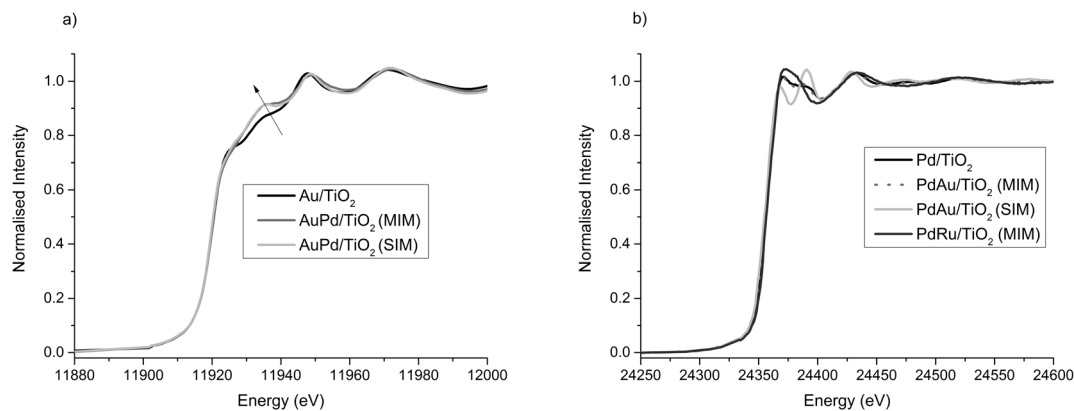 a)
Normalised Intensity
1.0
0.8
0.6
0.4
0.2
0.0
Au/TiO₂
AuPd/TiO₂ (MIM)
AuPd/TiO₂ (SIM)
11880 11900 11920 11940 11960 11980 12000
Energy (eV)
b)
Normalised Intensity
1.0
0.8
0.6
0.4
0.2
0.0
Pd/TiO₂
PdAu/TiO₂ (MIM)
PdAu/TiO₂ (SIM)
PdRu/TiO₂ (MIM)
24250 24300 24350 24400 24450 24500 24550 24600
Energy (eV)